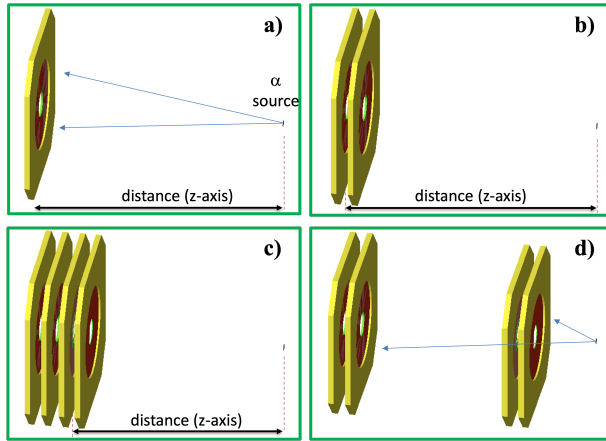 a)
α
source
distance (z-axis)
b)
distance (z-axis)
c)
distance (z-axis)
d)